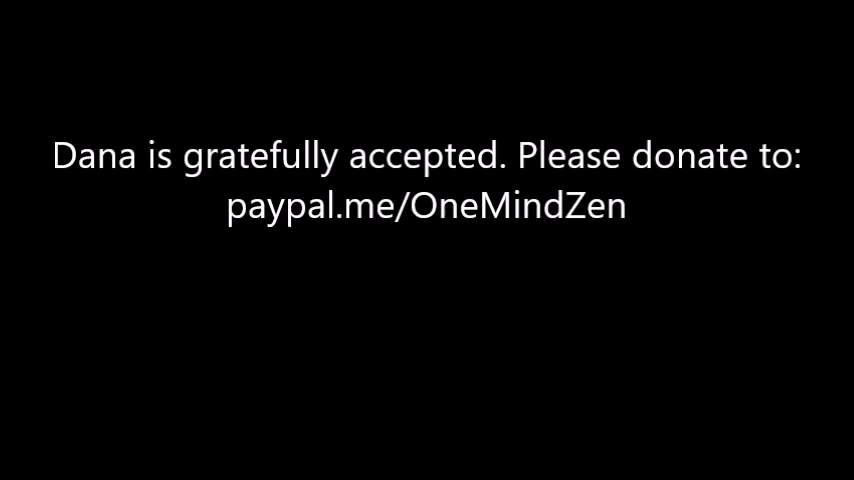 Dana is gratefully accepted. Please donate to:
paypal.me/OneMindZen